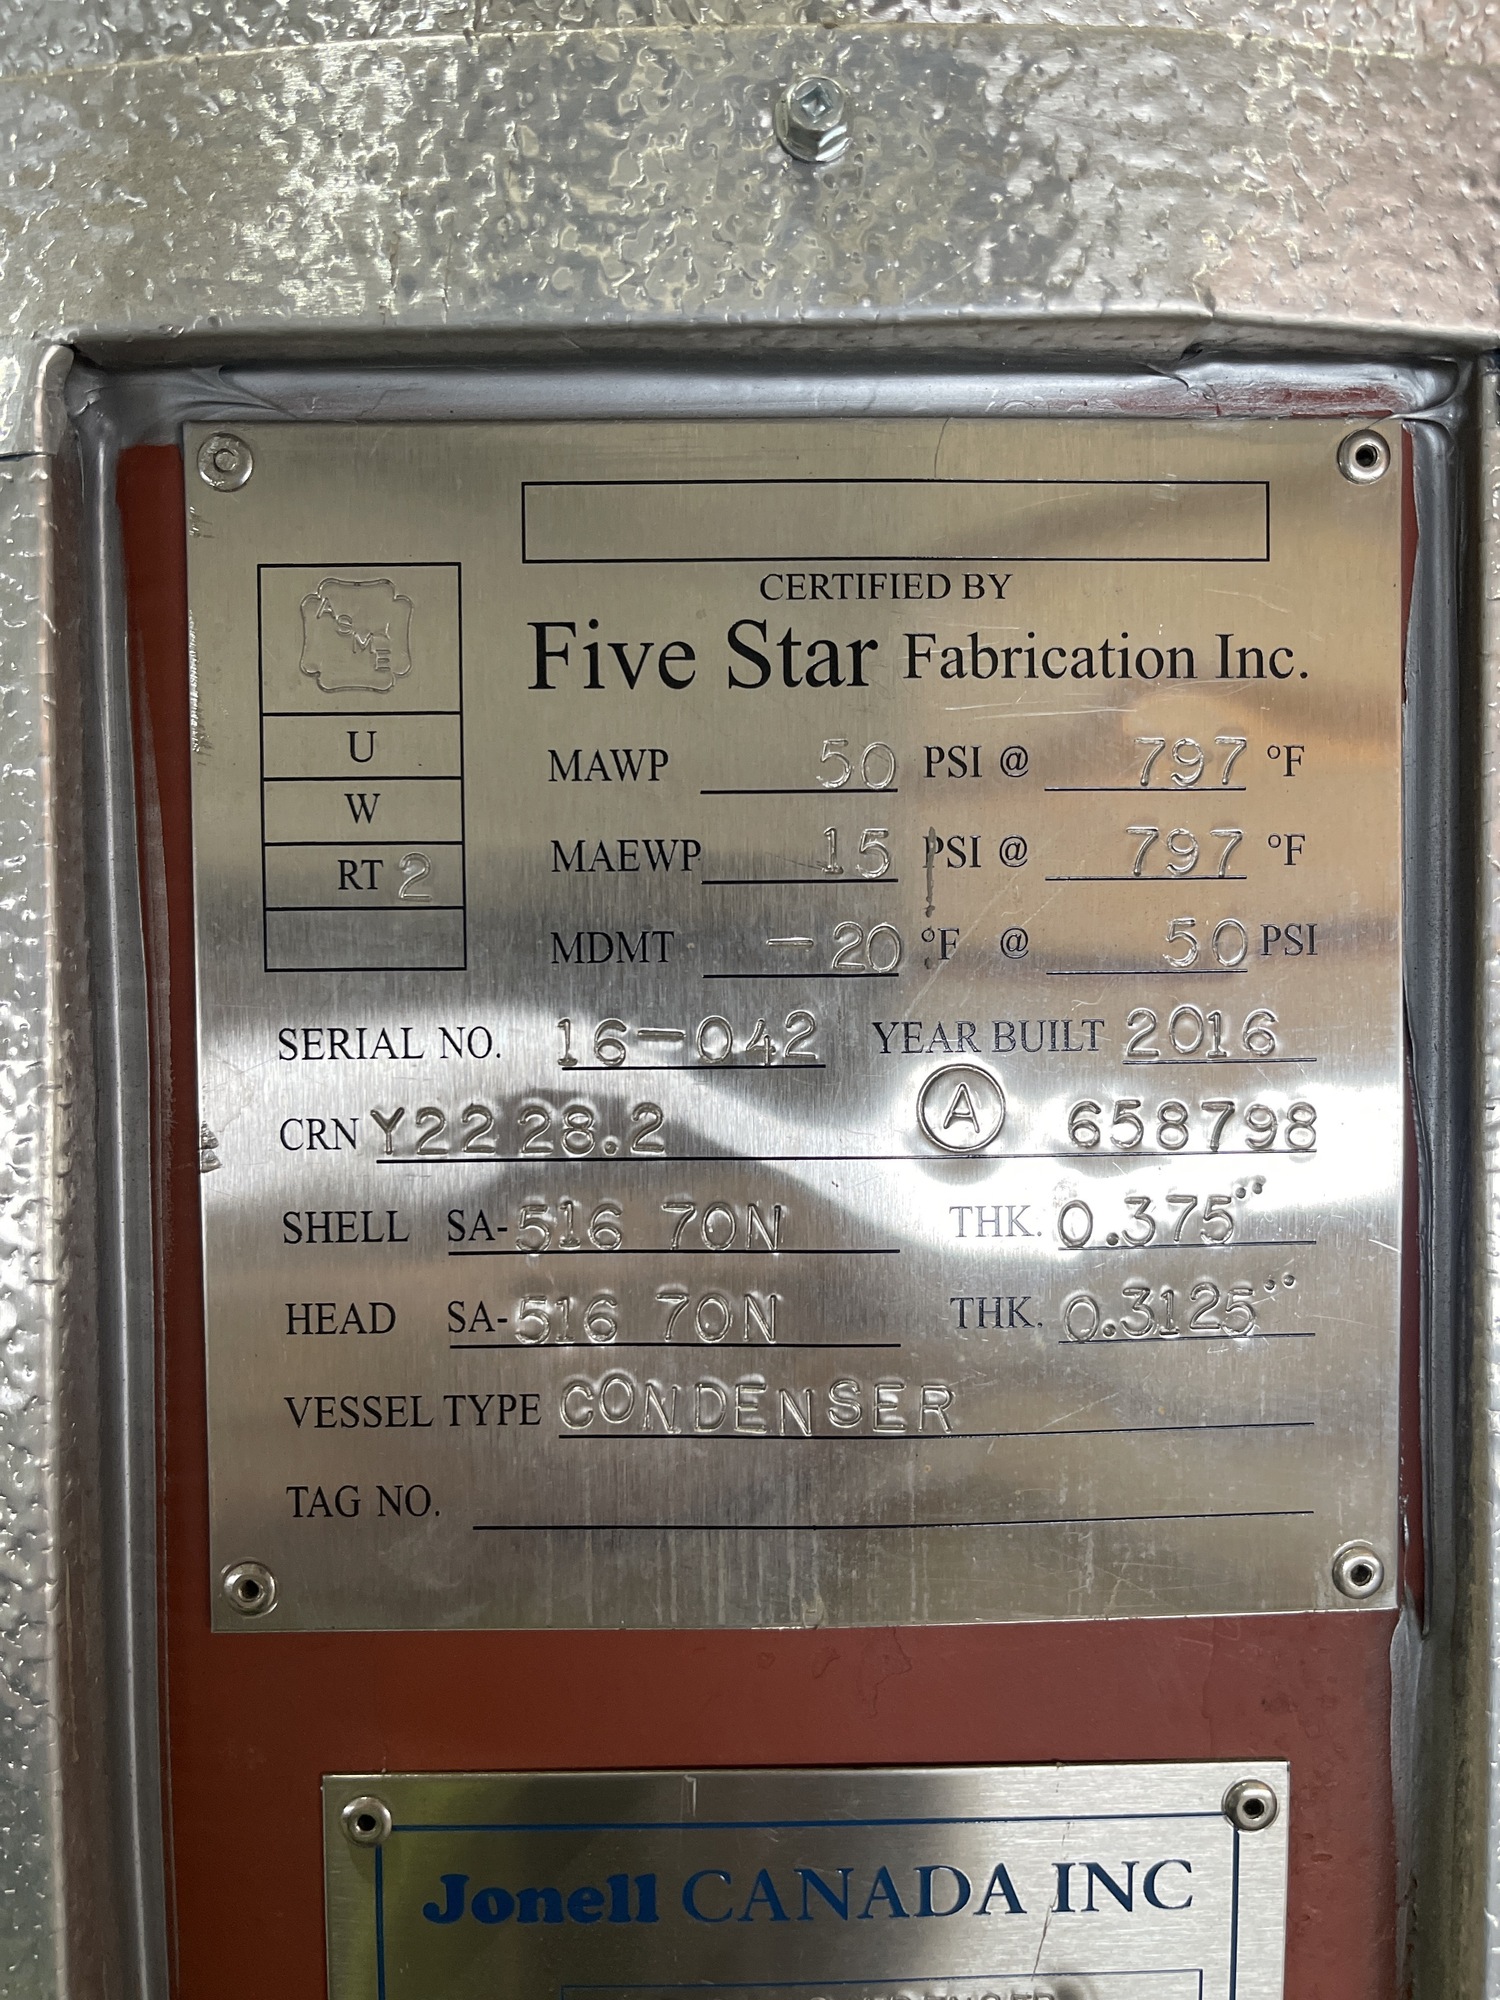 CERTIFIED BY
Five Star Fabrication Inc.
ASME
U
W
RT 2
MAWP 50 PSI @ 797 °F
MAEWP 15 PSI @ 797 °F
MDMT -20 °F @ 50 PSI
SERIAL NO. 16-042 YEAR BUILT 2016
CRN Y2228.2 A 658798
SHELL SA-516 70N THK. 0.375"
HEAD SA-516 70N THK. 0.3125"
VESSEL TYPE CONDENSER
TAG NO.
Jonell CANADA INC